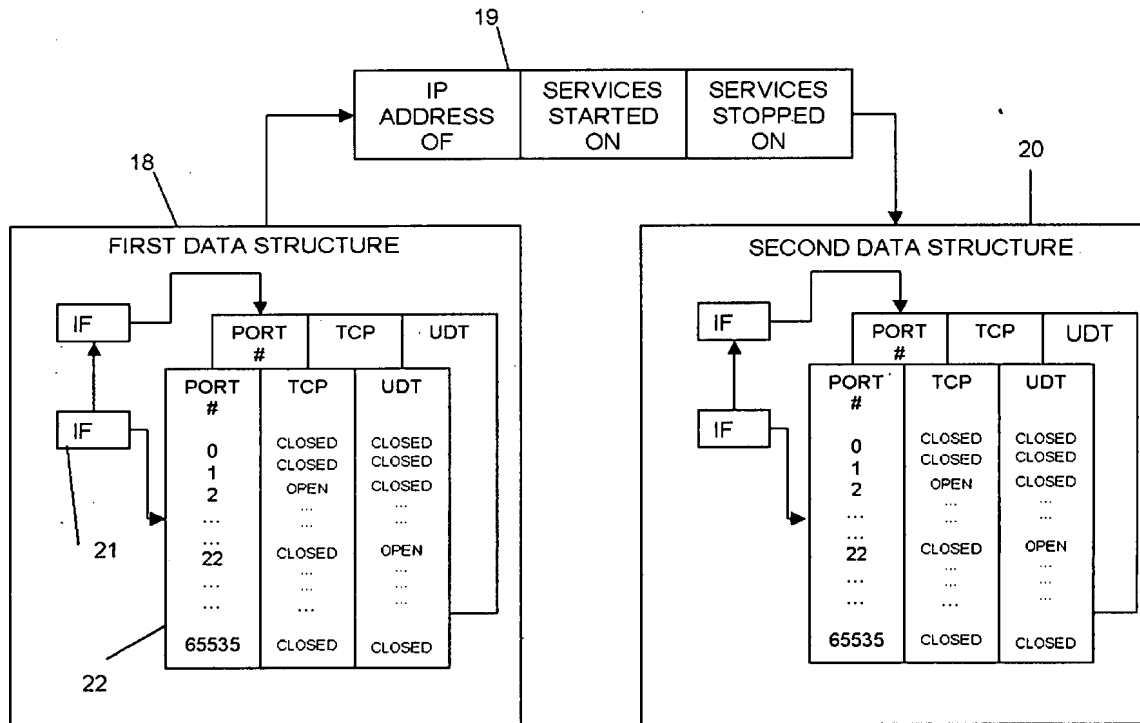 19
IP ADDRESS OF
SERVICES STARTED ON
SERVICES STOPPED ON
18
20
FIRST DATA STRUCTURE
IF
PORT # TCP UDT
IF
PORT # TCP UDT
0 CLOSED CLOSED
1 CLOSED CLOSED
2 OPEN CLOSED
... ... ...
... ... ...
22 CLOSED OPEN
... ... ...
... ... ...
... ... ...
65535 CLOSED CLOSED
21
22
SECOND DATA STRUCTURE
IF
PORT # TCP UDT
IF
PORT # TCP UDT
0 CLOSED CLOSED
1 CLOSED CLOSED
2 OPEN CLOSED
... ... ...
... ... ...
22 CLOSED OPEN
... ... ...
... ... ...
... ... ...
65535 CLOSED CLOSED